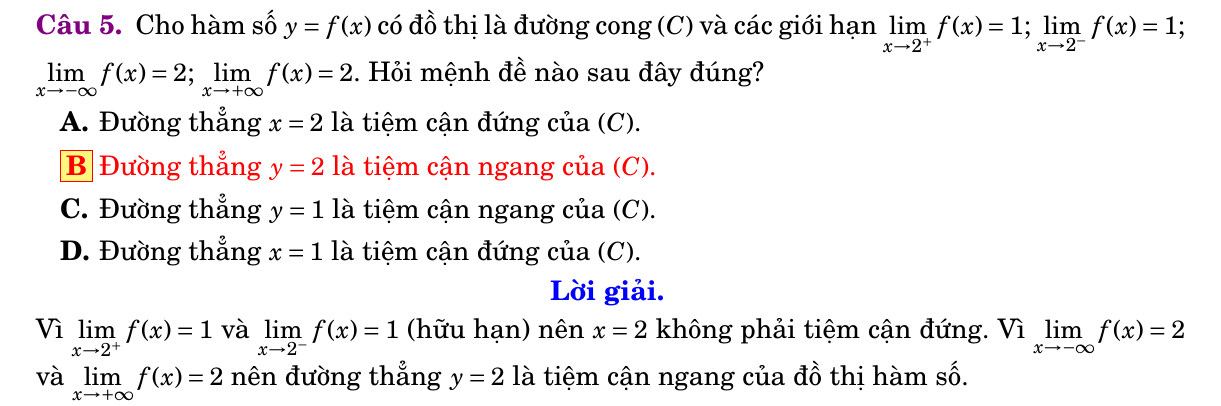 Câu 5. Cho hàm số y = f(x) có đồ thị là đường cong (C) và các giới hạn lim_{x→2⁺} f(x) = 1; lim_{x→2⁻} f(x) = 1;
lim_{x→−∞} f(x) = 2; lim_{x→+∞} f(x) = 2. Hỏi mệnh đề nào sau đây đúng?
A. Đường thẳng x = 2 là tiệm cận đứng của (C).
B Đường thẳng y = 2 là tiệm cận ngang của (C).
C. Đường thẳng y = 1 là tiệm cận ngang của (C).
D. Đường thẳng x = 1 là tiệm cận đứng của (C).
Lời giải.
Vì lim_{x→2⁺} f(x) = 1 và lim_{x→2⁻} f(x) = 1 (hữu hạn) nên x = 2 không phải tiệm cận đứng. Vì lim_{x→−∞} f(x) = 2
và lim_{x→+∞} f(x) = 2 nên đường thẳng y = 2 là tiệm cận ngang của đồ thị hàm số.